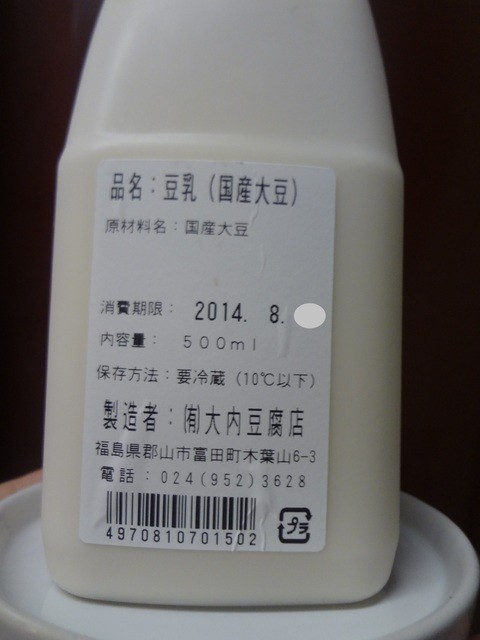 品名：豆乳（国産大豆）
原材料名：国産大豆
消費期限： 2014. 8.
内容量： 500ml
保存方法：要冷蔵（10℃以下）
製造者：㈲大内豆腐店
福島県郡山市富田町木葉山6-3
電話：024(952)3628
4970810701502
プラ